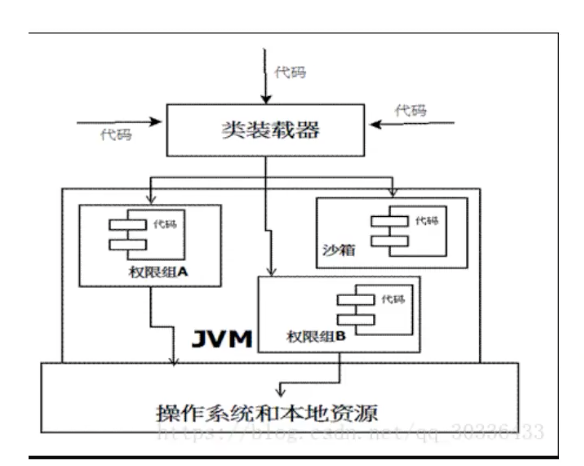 代码
代码
代码
类装载器
代码
权限组A
代码
沙箱
代码
权限组B
JVM
操作系统和本地资源
https://blog.csdn.net/qq_30336433